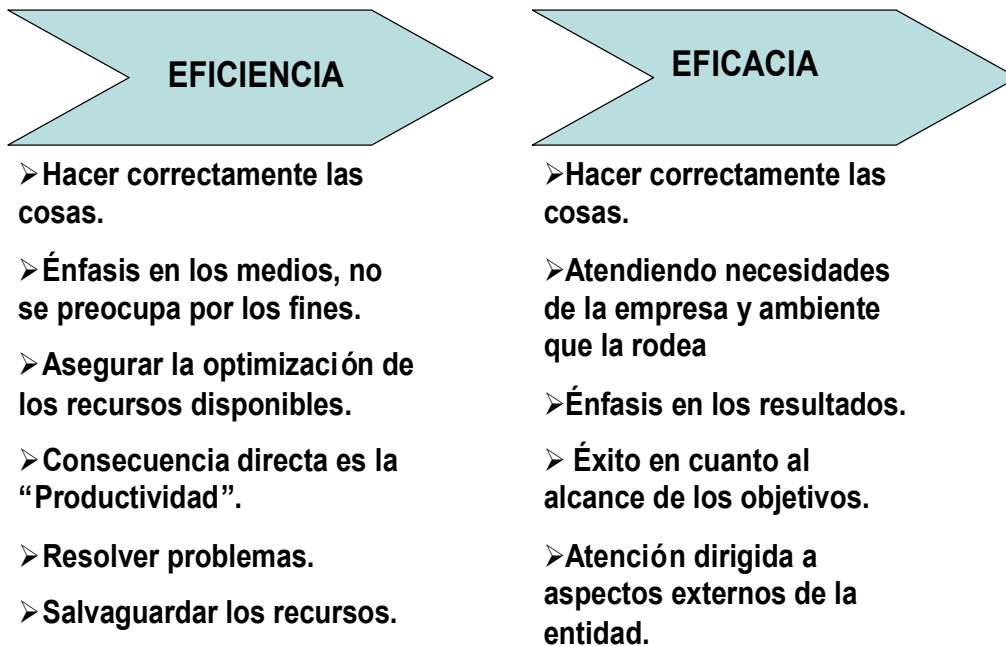 EFICIENCIA
➢Hacer correctamente las
cosas.
➢Énfasis en los medios, no
se preocupa por los fines.
➢Asegurar la optimización de
los recursos disponibles.
➢Consecuencia directa es la
“Productividad”.
➢Resolver problemas.
➢Salvaguardar los recursos.
EFICACIA
➢Hacer correctamente las
cosas.
➢Atendiendo necesidades
de la empresa y ambiente
que la rodea
➢Énfasis en los resultados.
➢ Éxito en cuanto al
alcance de los objetivos.
➢Atención dirigida a
aspectos externos de la
entidad.